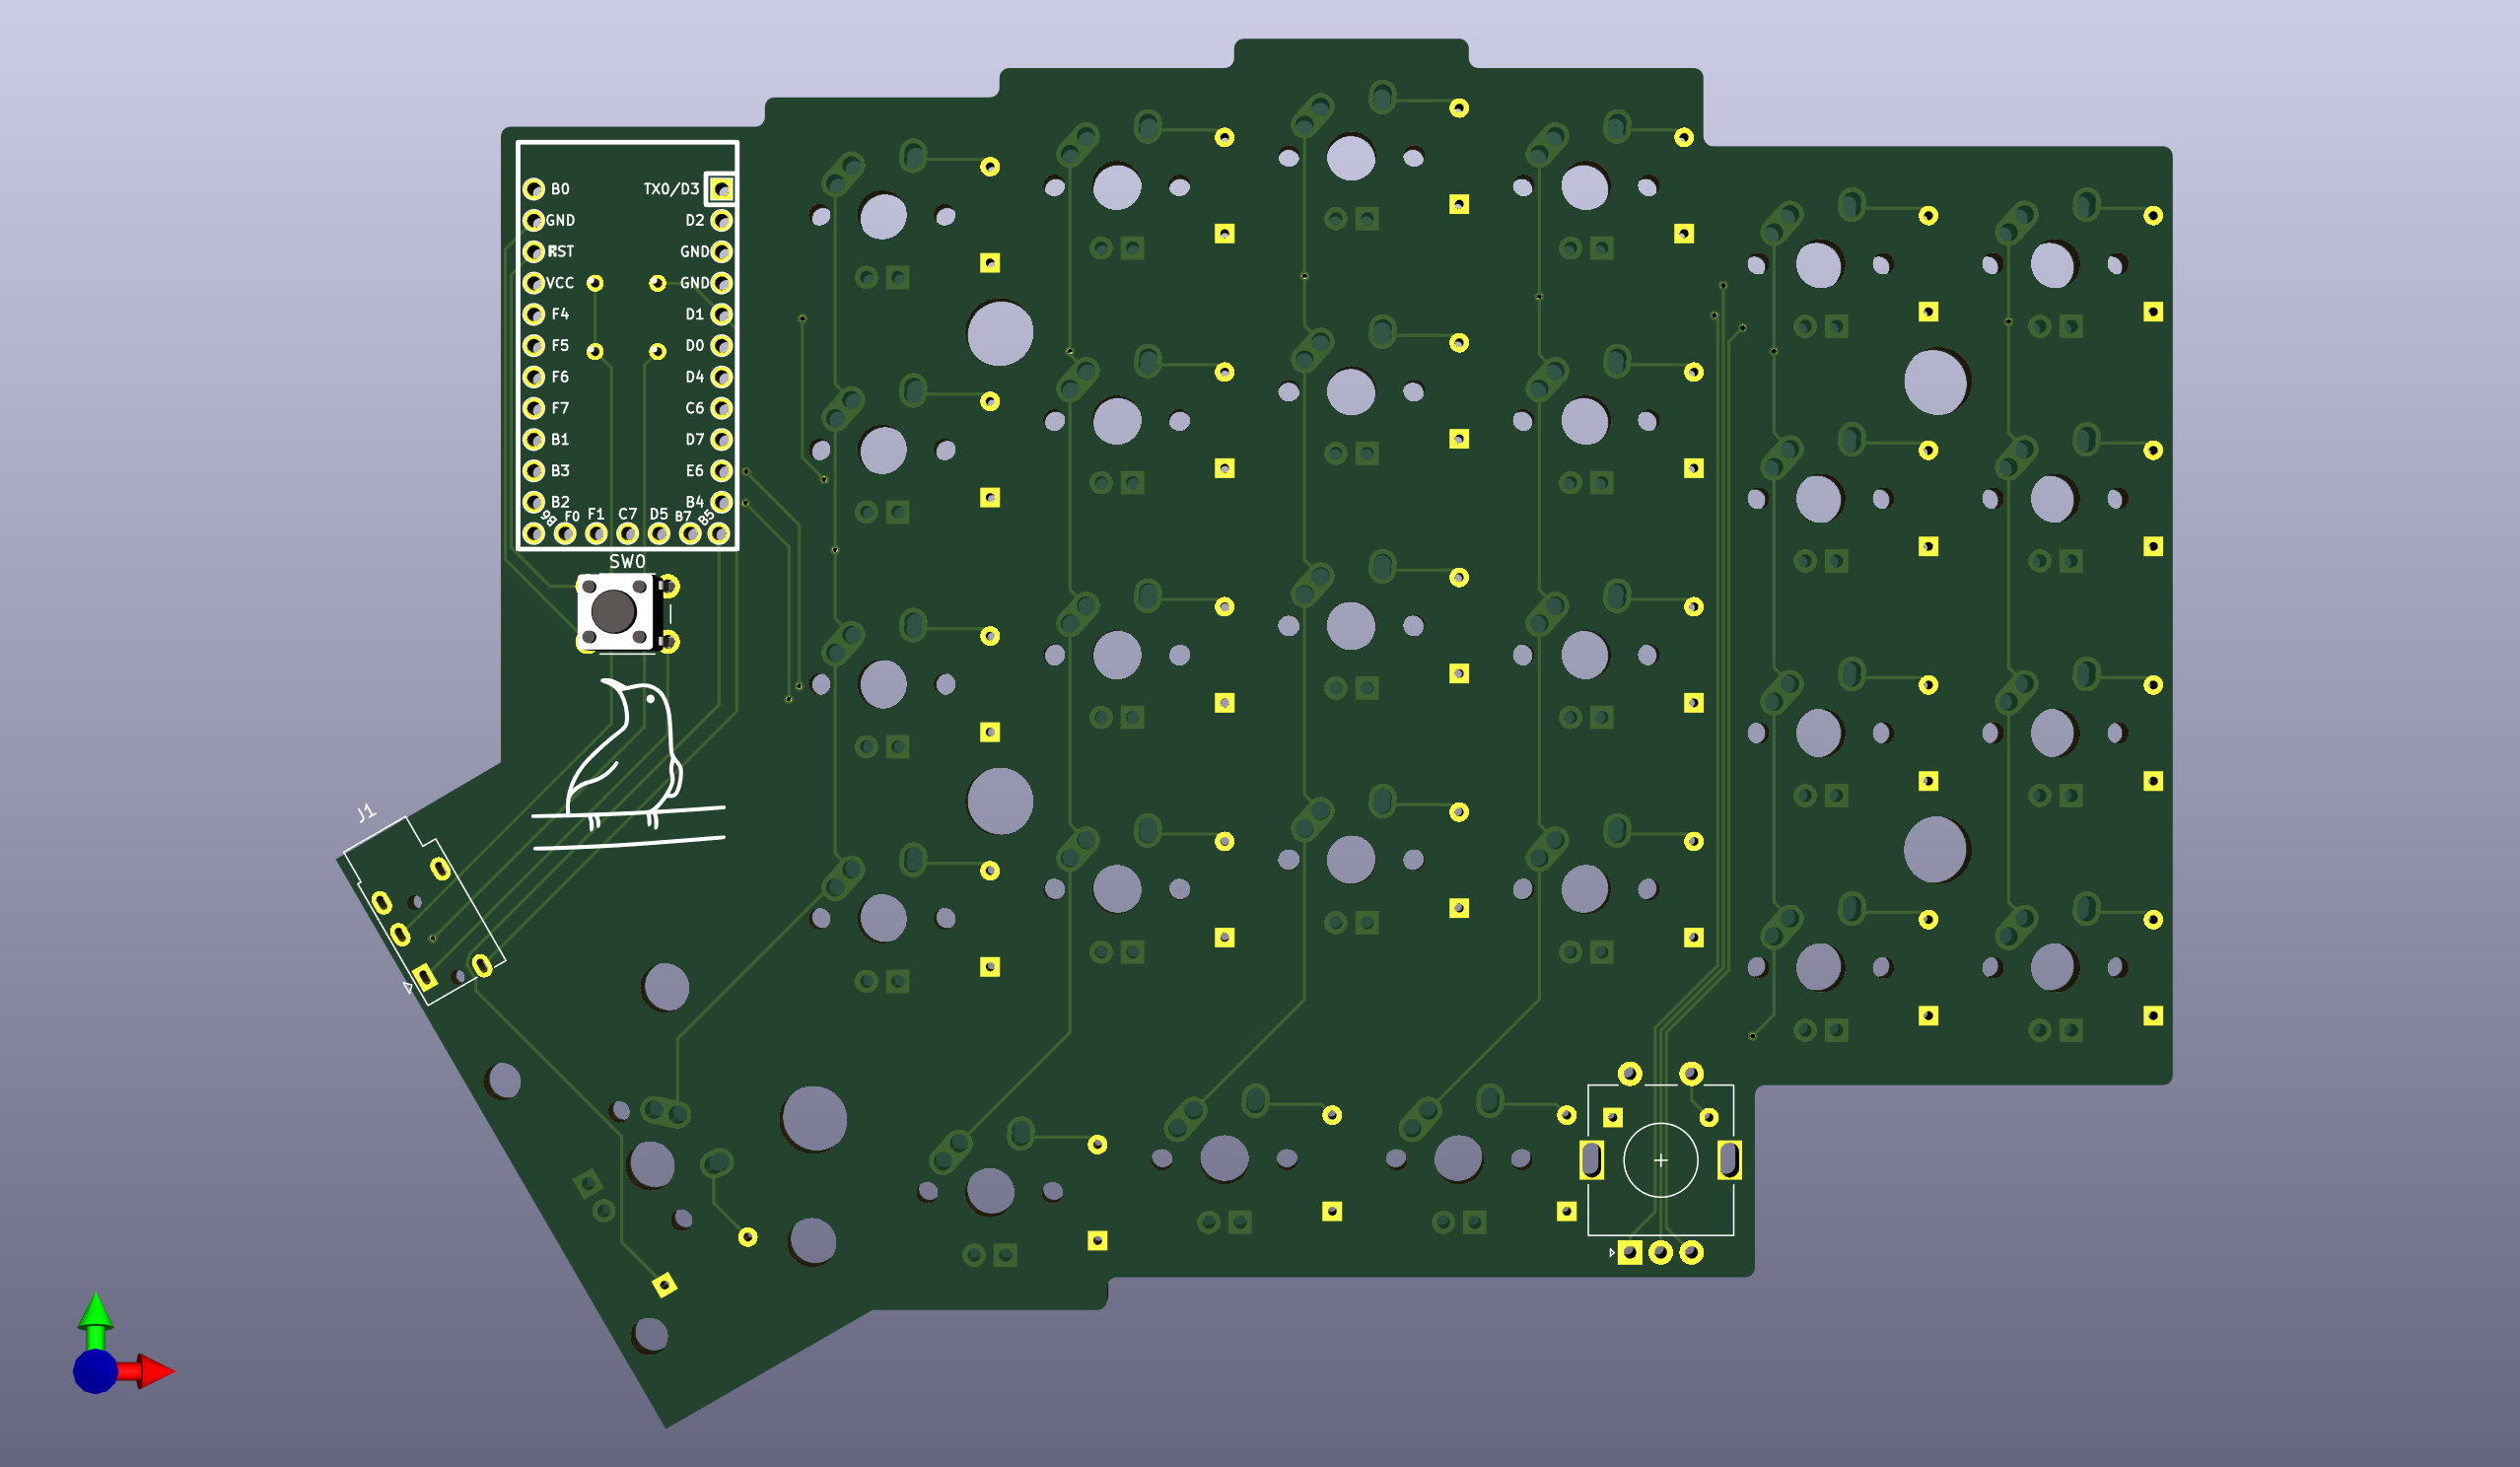 B0 TX0/D3
GND D2
RST GND
VCC GND
F4 D1
F5 D0
F6 D4
F7 C6
B1 D7
B3 E6
B2 B4
B6 F0 F1 C7 D5 B7 B5
SW0
J1